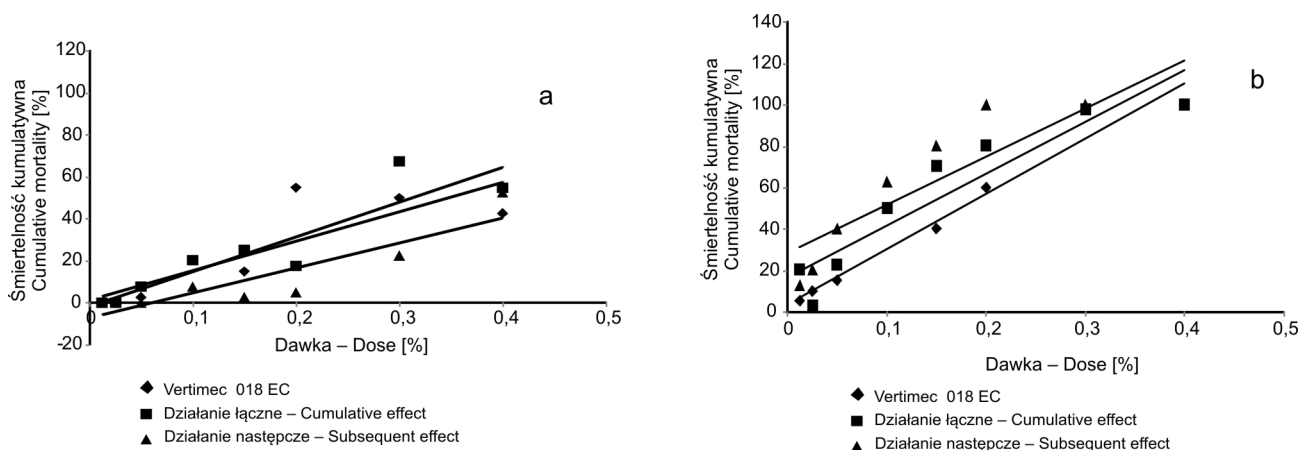 Śmiertelność kumulatywna
Cumulative mortality [%]
120
100
80
60
40
20
0
-20
0
0,1
0,2
0,3
0,4
0,5
a
Dawka – Dose [%]
Vertimec 018 EC
Działanie łączne – Cumulative effect
Działanie następcze – Subsequent effect
Śmiertelność kumulatywna
Cumulative mortality [%]
140
120
100
80
60
40
20
0
0
0,1
0,2
0,3
0,4
0,5
b
Dawka – Dose [%]
Vertimec 018 EC
Działanie łączne – Cumulative effect
Działanie następcze – Subsequent effect